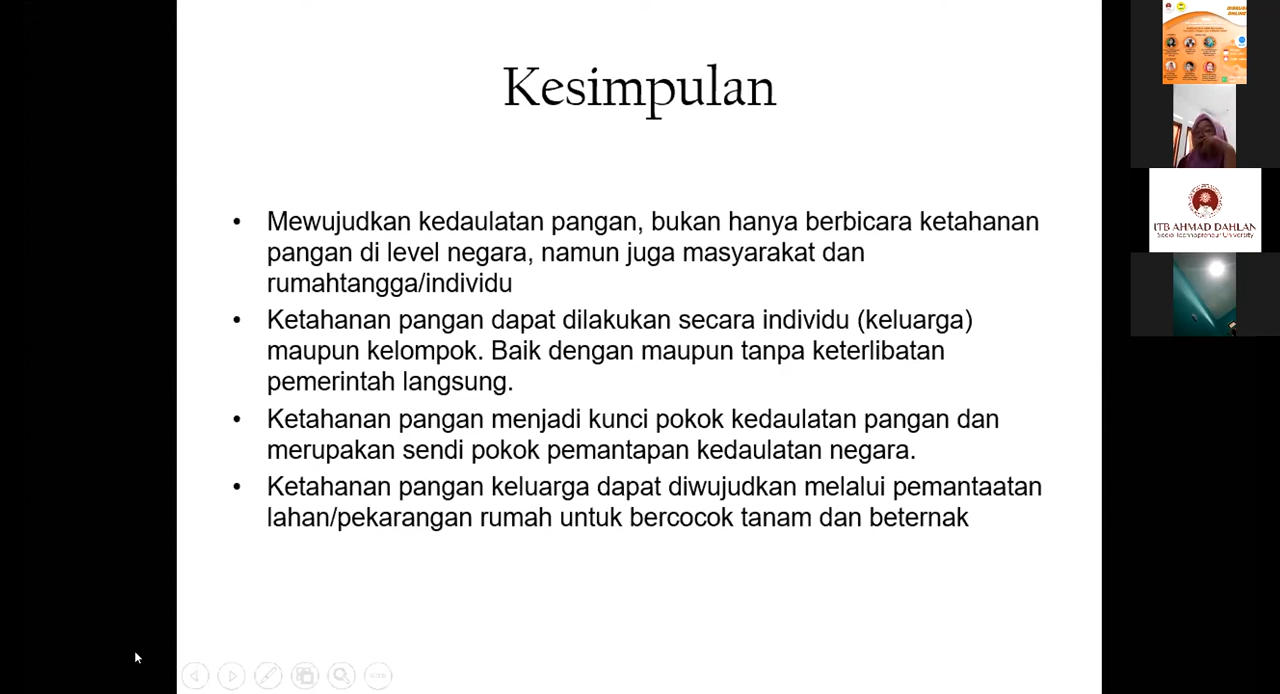 Kesimpulan
• Mewujudkan kedaulatan pangan, bukan hanya berbicara ketahanan
pangan di level negara, namun juga masyarakat dan
rumahtangga/individu
• Ketahanan pangan dapat dilakukan secara individu (keluarga)
maupun kelompok. Baik dengan maupun tanpa keterlibatan
pemerintah langsung.
• Ketahanan pangan menjadi kunci pokok kedaulatan pangan dan
merupakan sendi pokok pemantapan kedaulatan negara.
• Ketahanan pangan keluarga dapat diwujudkan melalui pemantaatan
lahan/pekarangan rumah untuk bercocok tanam dan beternak
ITB AHMAD DAHLAN
Socio Technopreneur University